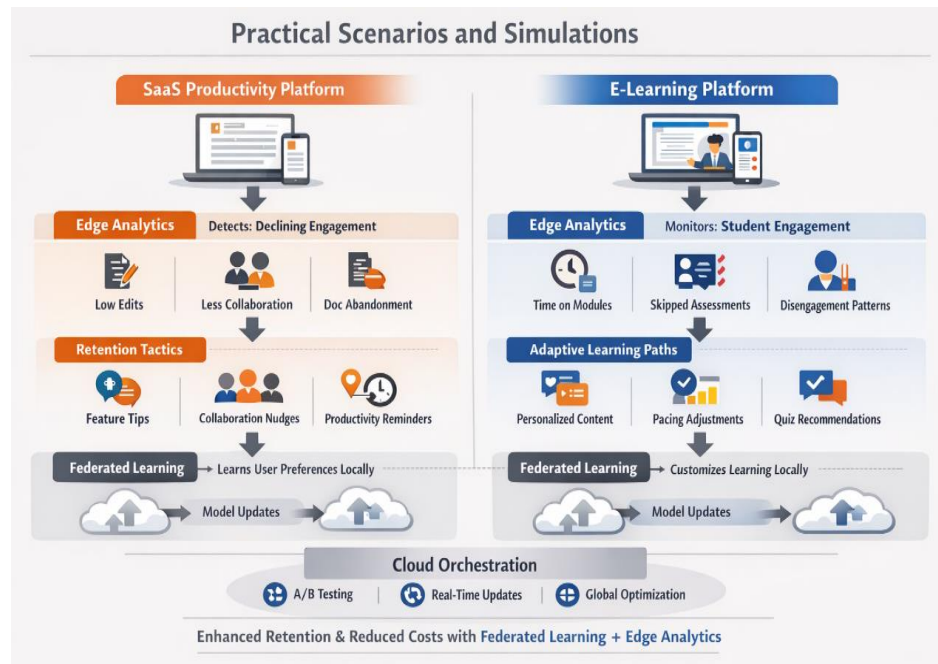 Practical Scenarios and Simulations
SaaS Productivity Platform
Edge Analytics
Detects: Declining Engagement
Low Edits
Less Collaboration
Doc Abandonment
Retention Tactics
Feature Tips
Collaboration Nudges
Productivity Reminders
Federated Learning
Learns User Preferences Locally
Model Updates
E-Learning Platform
Edge Analytics
Monitors: Student Engagement
Time on Modules
Skipped Assessments
Disengagement Patterns
Adaptive Learning Paths
Personalized Content
Pacing Adjustments
Quiz Recommendations
Federated Learning
Customizes Learning Locally
Model Updates
Cloud Orchestration
A/B Testing
Real-Time Updates
Global Optimization
Enhanced Retention & Reduced Costs with Federated Learning + Edge Analytics